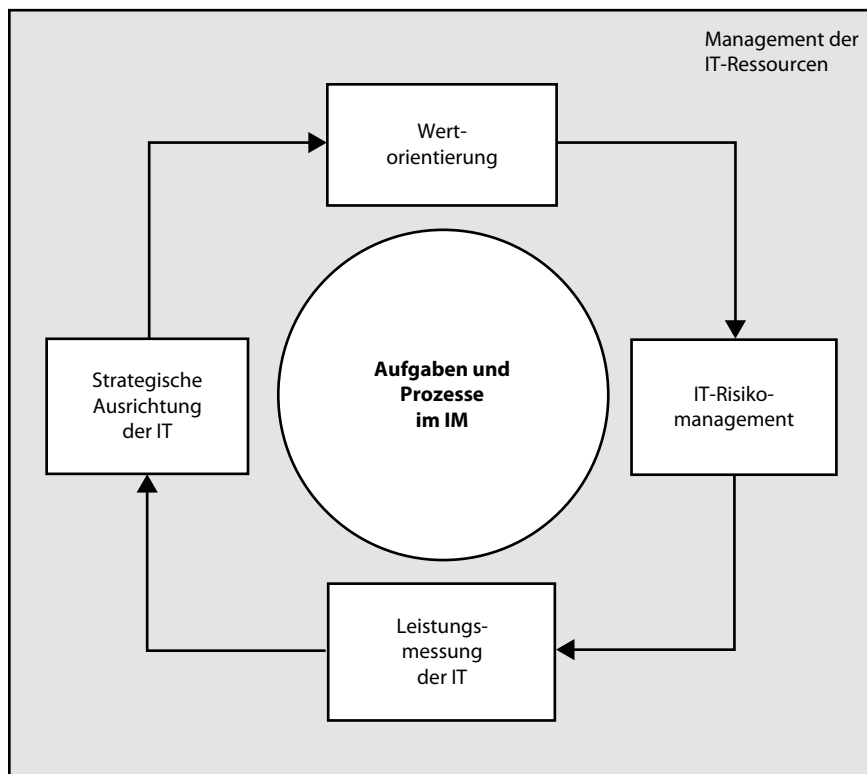 Management der
IT-Ressourcen
Wert-
orientierung
Strategische
Ausrichtung
der IT
Aufgaben und
Prozesse
im IM
IT-Risiko-
management
Leistungs-
messung
der IT